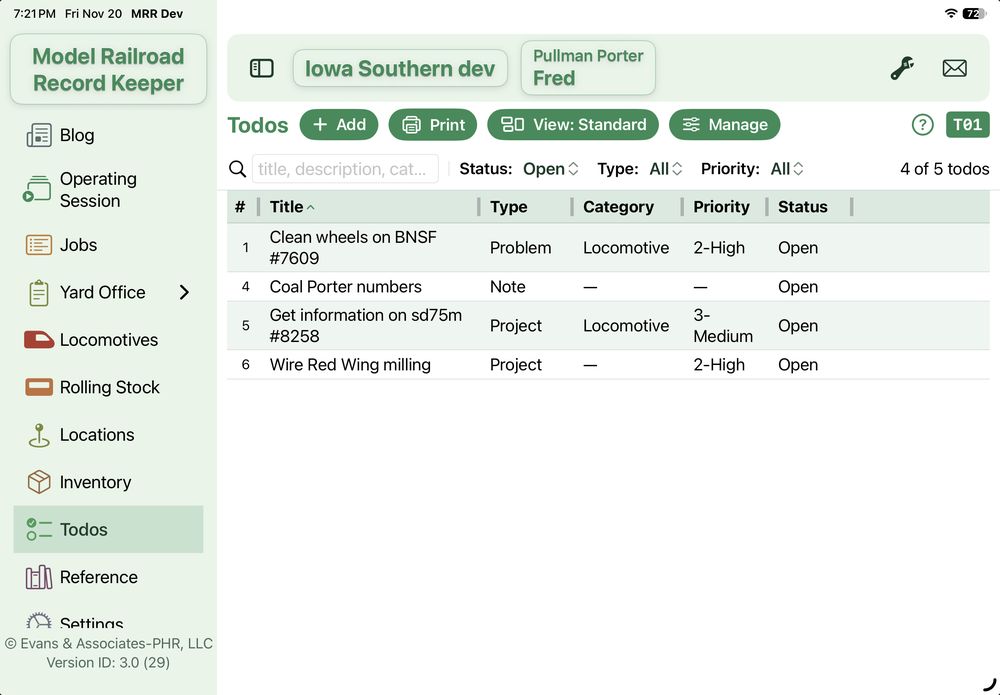 7:21 PM Fri Nov 20 MRR Dev
72
Model Railroad
Record Keeper
Blog
Operating
Session
Jobs
Yard Office
Locomotives
Rolling Stock
Locations
Inventory
Todos
Reference
Settings
© Evans & Associates-PHR, LLC
Version ID: 3.0 (29)
Iowa Southern dev
Pullman Porter
Fred
Todos + Add Print View: Standard Manage ? T01
title, description, cat... Status: Open Type: All Priority: All 4 of 5 todos
# Title Type Category Priority Status
1 Clean wheels on BNSF
#7609 Problem Locomotive 2-High Open
4 Coal Porter numbers Note — — Open
5 Get information on sd75m
#8258 Project Locomotive 3-
Medium Open
6 Wire Red Wing milling Project — 2-High Open